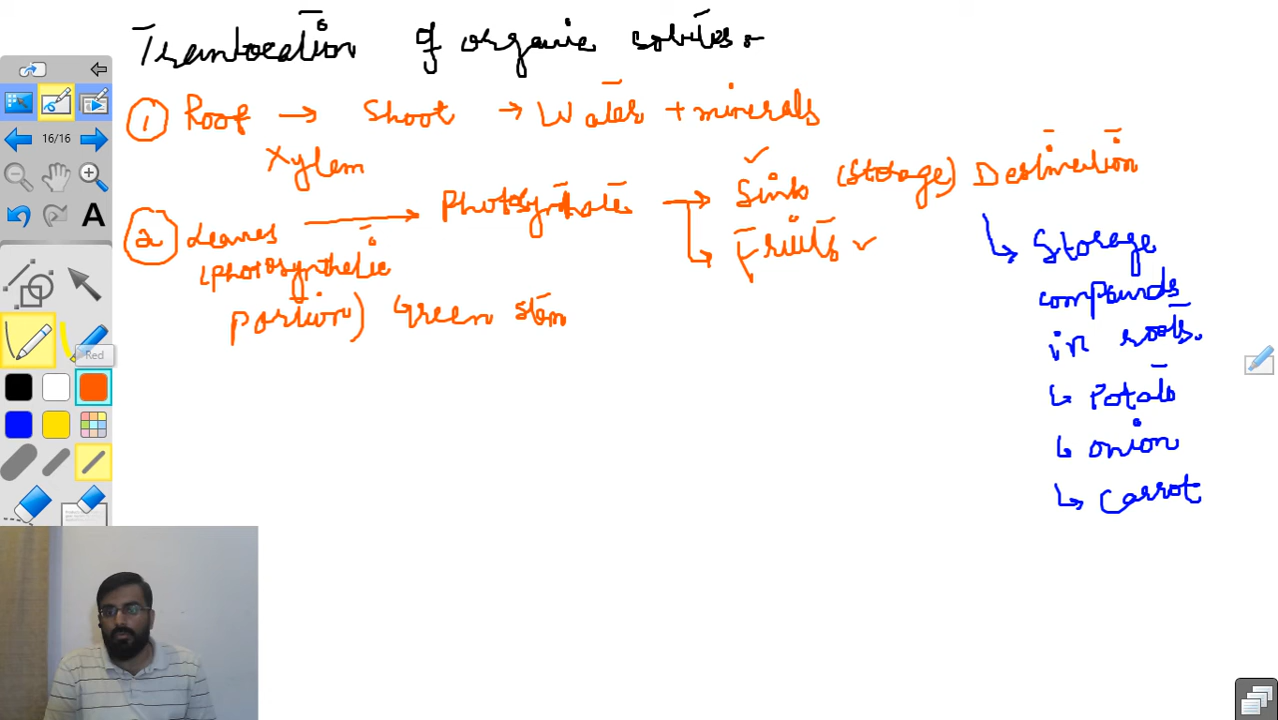 Translocation of organic solutes -
① Root → Shoot → Water + minerals
Xylem
② Leaves → Photosynthate → Sink (storage) Destination
(photosynthetic
portion) Green stem
↳ Fruits ✓
↳ Storage
compounds
in roots.
↳ Potato
↳ onion
↳ Carrot
16/16
A
Red